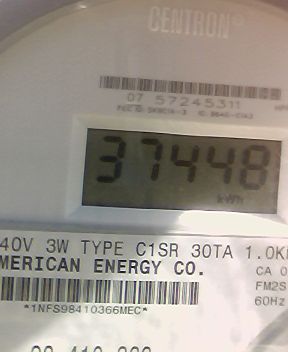 CENTRON®
07 57245311
37448
kWh
40V 3W TYPE C1SR 30TA 1.0K
MERICAN ENERGY CO.
CA 0
FM2S
60Hz
*1NFS98410366MEC*